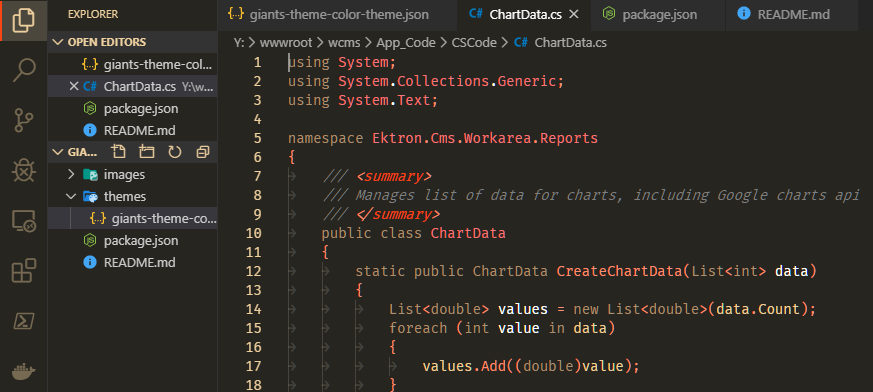 EXPLORER
OPEN EDITORS
{..} giants-theme-col...
C# ChartData.cs Y:\w...
JS package.json
README.md
GIA...
images
themes
{..} giants-theme-co...
JS package.json
README.md
{..} giants-theme-color-theme.json
C# ChartData.cs
JS package.json
README.md
Y: > wwwroot > wcms > App_Code > CSCode > C# ChartData.cs
1 using System;
2 using System.Collections.Generic;
3 using System.Text;
4
5 namespace Ektron.Cms.Workarea.Reports
6 {
7 /// <summary>
8 /// Manages list of data for charts, including Google charts api
9 /// </summary>
10 public class ChartData
11 {
12 static public ChartData CreateChartData(List<int> data)
13 {
14 List<double> values = new List<double>(data.Count);
15 foreach (int value in data)
16 {
17 values.Add((double)value);
18 }